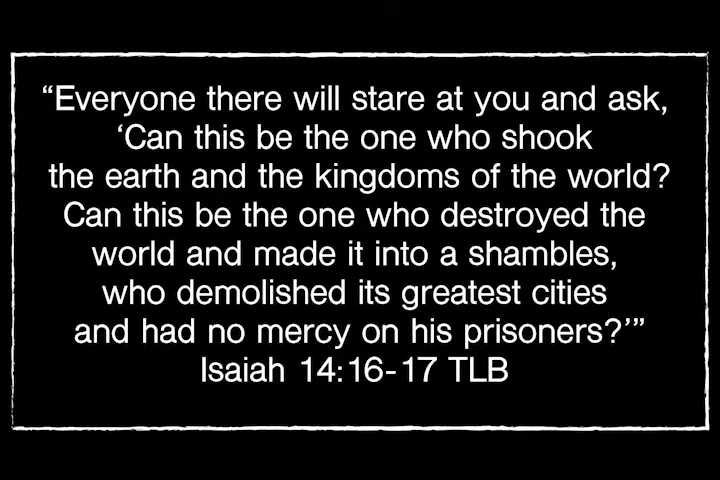 “Everyone there will stare at you and ask,
‘Can this be the one who shook
the earth and the kingdoms of the world?
Can this be the one who destroyed the
world and made it into a shambles,
who demolished its greatest cities
and had no mercy on his prisoners?’”
Isaiah 14:16-17 TLB